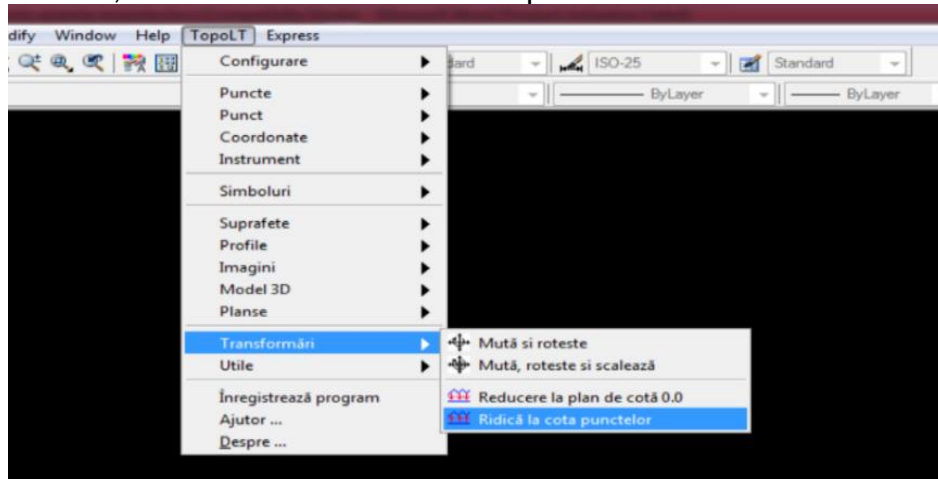 dify Window Help TopoLT Express
Configurare
dard ISO-25 Standard
ByLayer ByLayer
Puncte
Punct
Coordonate
Instrument
Simboluri
Suprafete
Profile
Imagini
Model 3D
Planse
Transformări
Mută si roteste
Utile
Mută, roteste si scalează
Înregistrează program
Reducere la plan de cotă 0.0
Ajutor ...
Ridică la cota punctelor
Despre ...